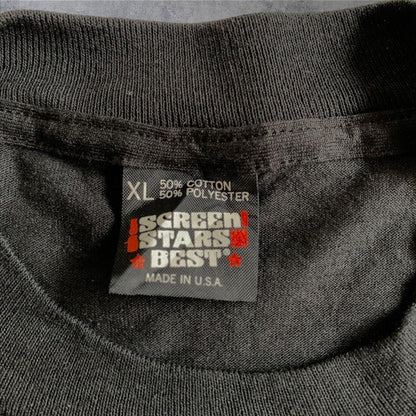 XL 50% COTTON
50% POLYESTER
SCREEN
STARS
BEST®
MADE IN U.S.A.